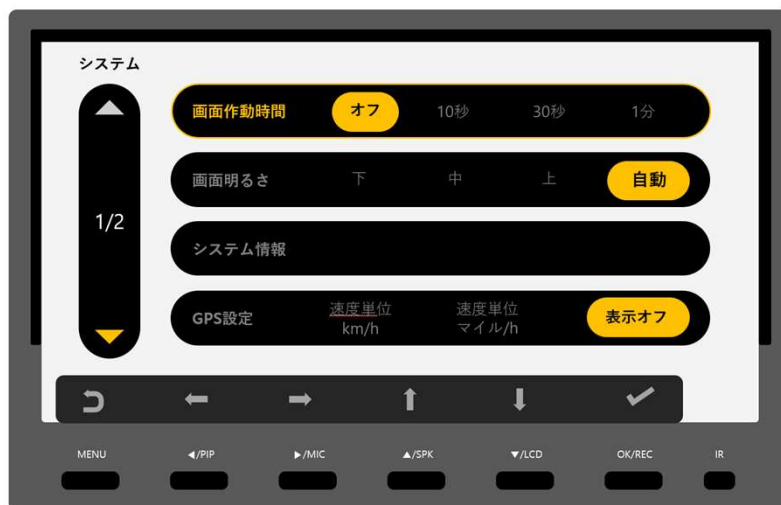 システム
画面作動時間 オフ 10秒 30秒 1分
画面明るさ 下 中 上 自動
1/2
システム情報
GPS設定 速度単位 km/h 速度単位 マイル/h 表示オフ
MENU ◀/PIP ▶/MIC ▲/SPK ▼/LCD OK/REC IR